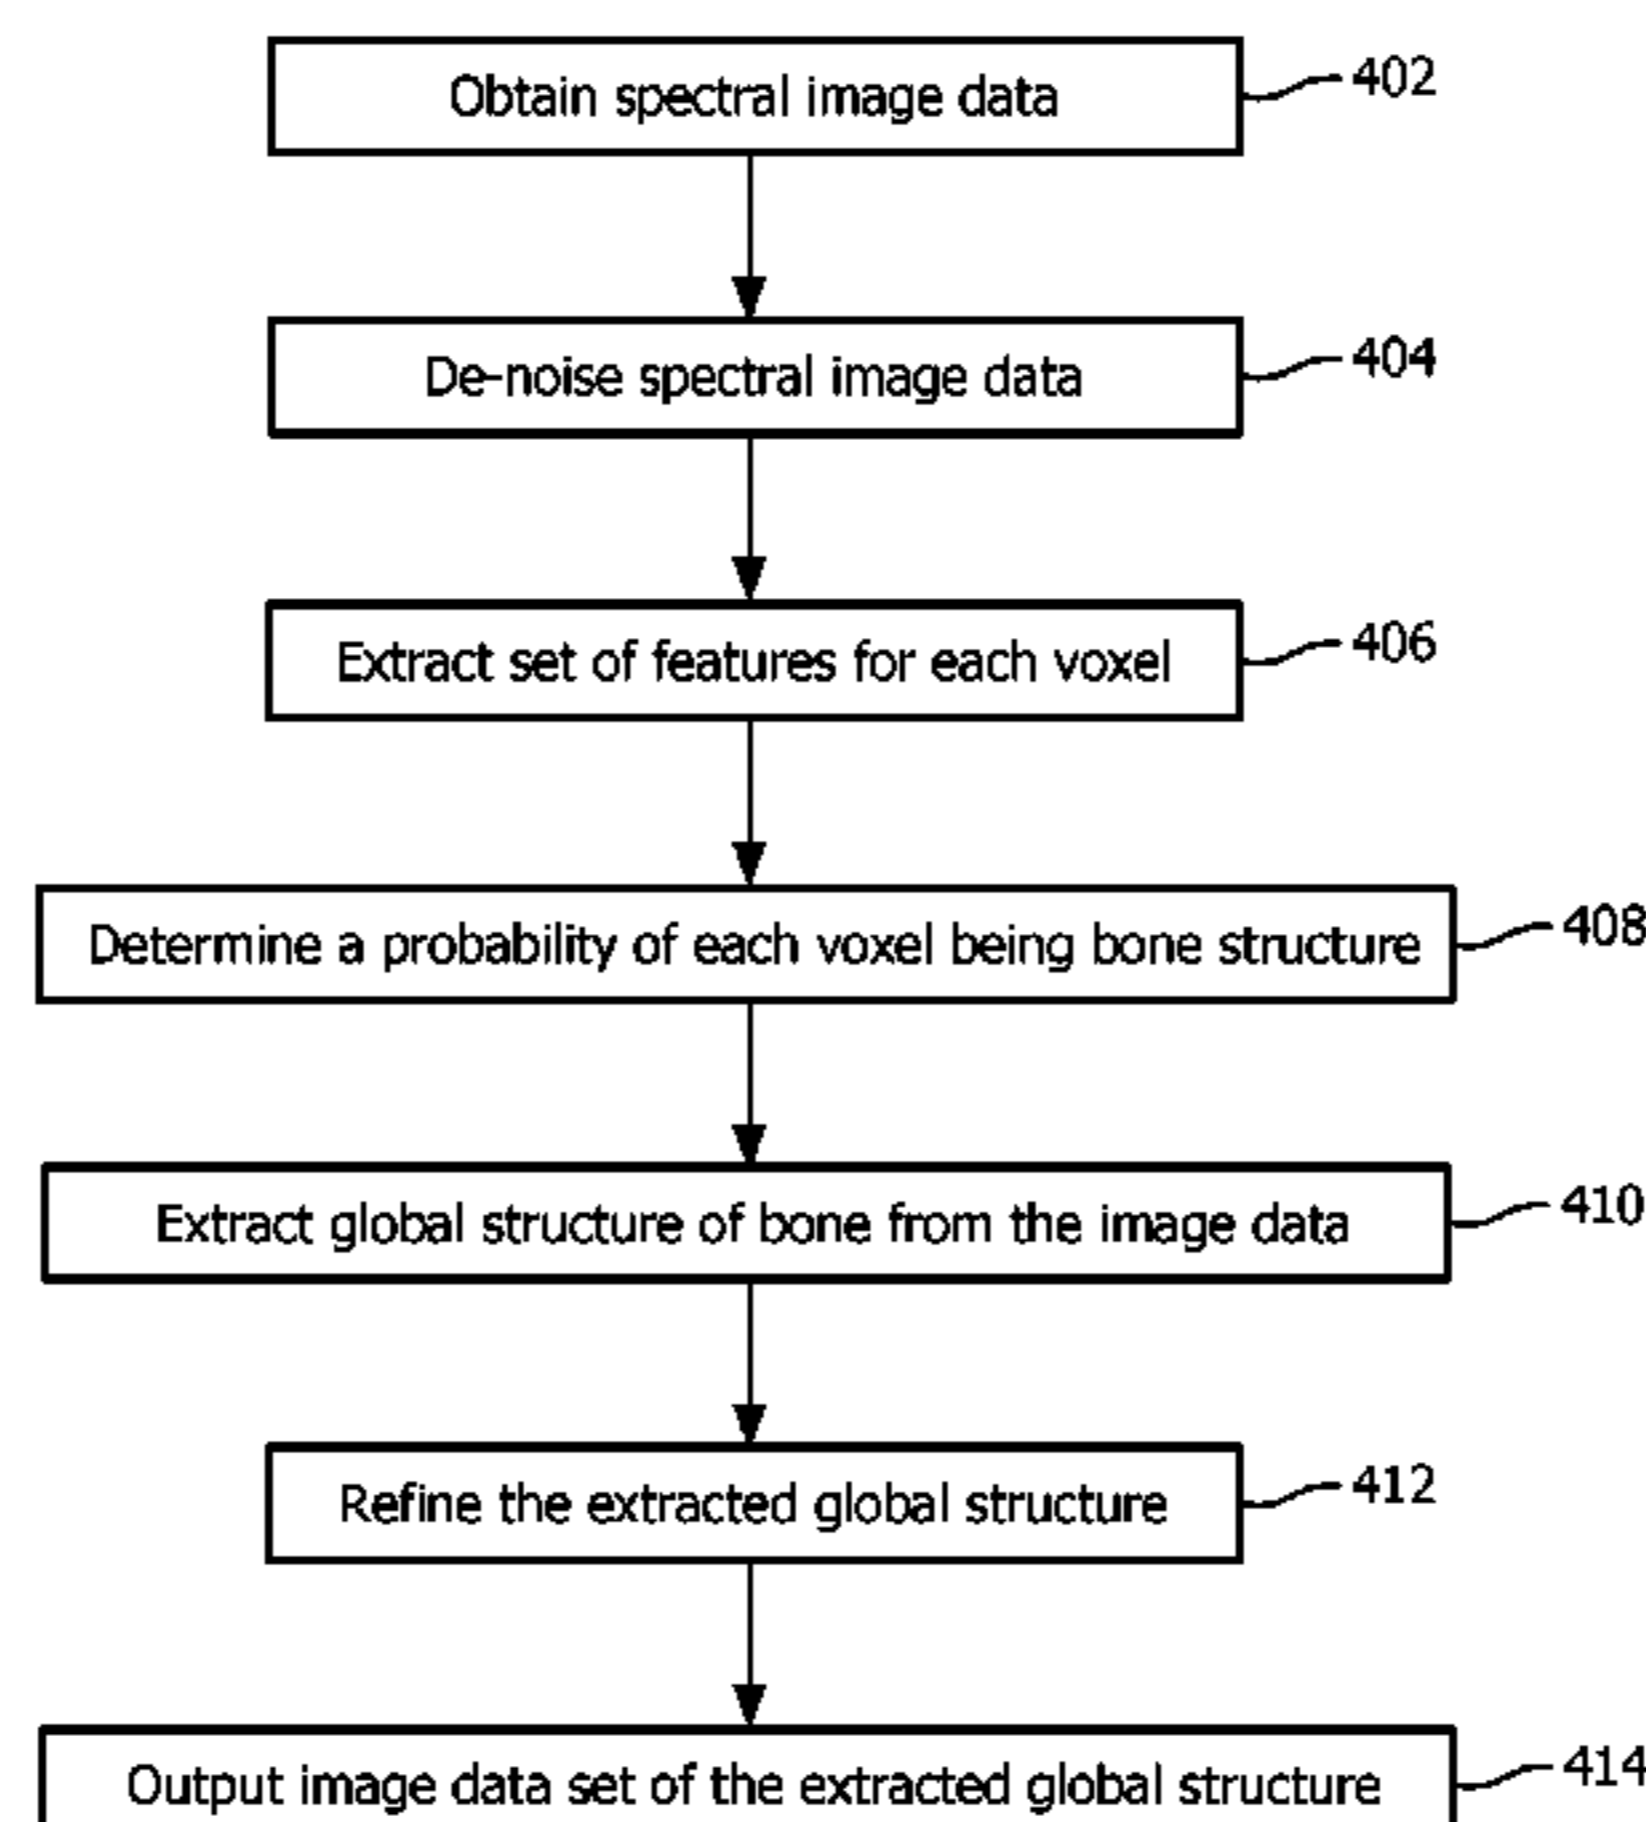 Obtain spectral image data 402
De-noise spectral image data 404
Extract set of features for each voxel 406
Determine a probability of each voxel being bone structure 408
Extract global structure of bone from the image data 410
Refine the extracted global structure 412
Output image data set of the extracted global structure 414